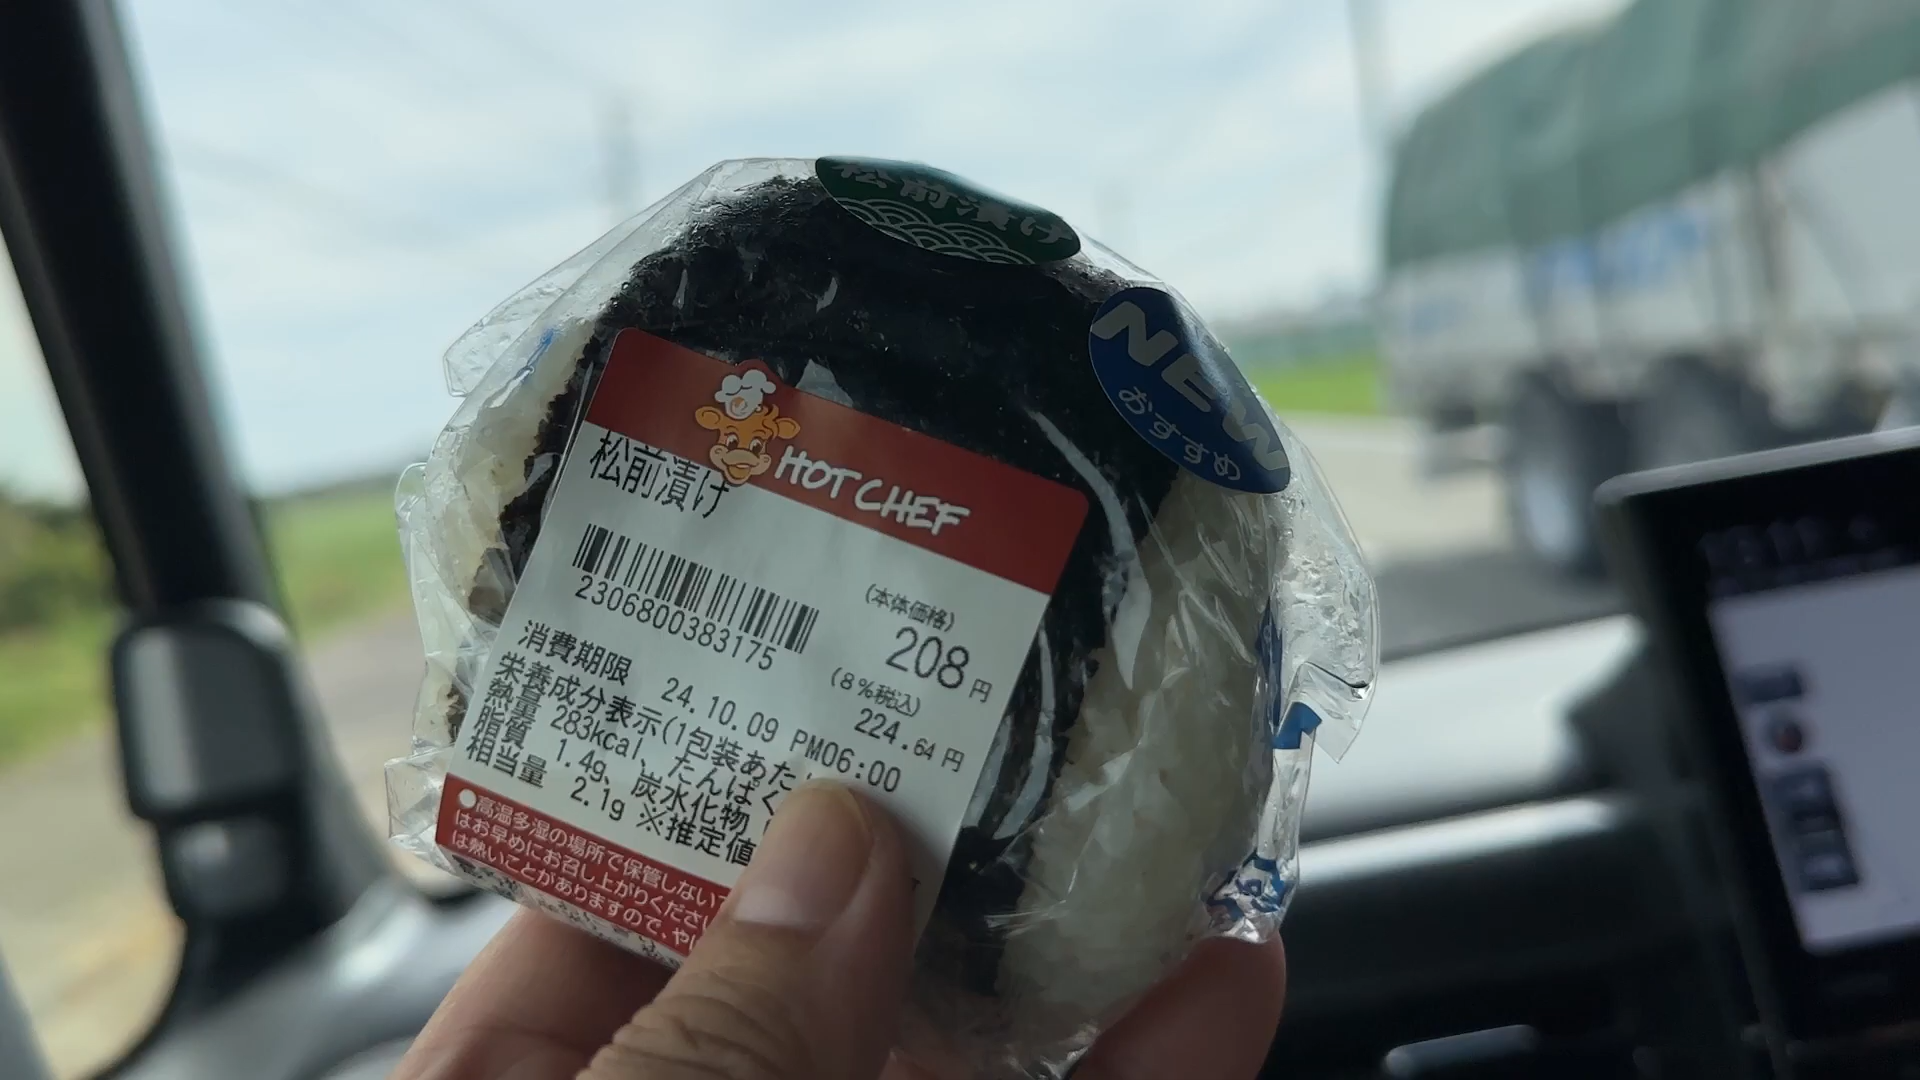 松前漬け
NEW
おすすめ
HOT CHEF
松前漬け
2306800383175
(本体価格)
208円
(8%税込)
224.64円
消費期限 24.10.09 PM06:00
栄養成分表示(1包装あた
熱量 283kcal、たんぱく
脂質 1.4g、炭水化物
相当量 2.1g ※推定値
●高温多湿の場所で保管しない
はお早めにお召し上がりくださ
は熱いことがありますので、や